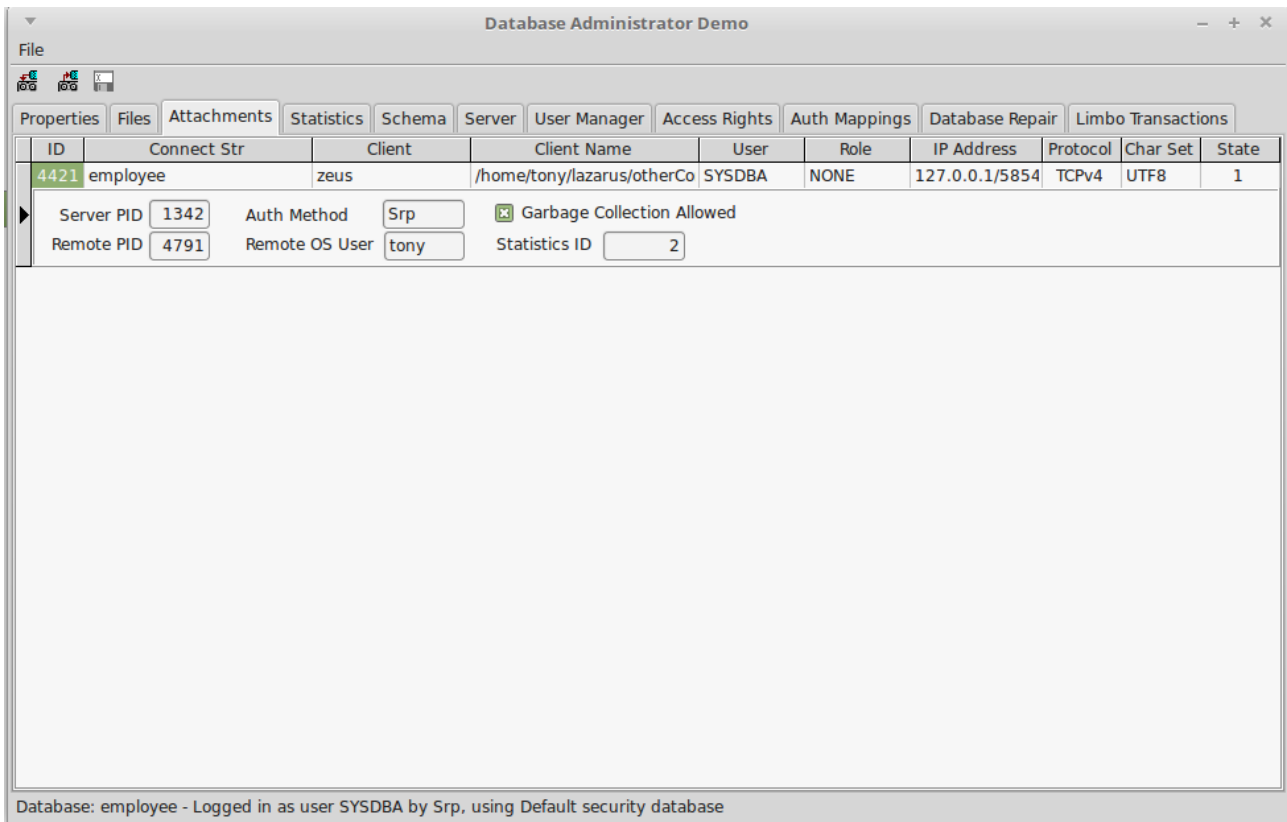 Database Administrator Demo
File
Properties Files Attachments Statistics Schema Server User Manager Access Rights Auth Mappings Database Repair Limbo Transactions
ID Connect Str Client Client Name User Role IP Address Protocol Char Set State
4421 employee zeus /home/tony/lazarus/otherCo SYSDBA NONE 127.0.0.1/5854 TCPv4 UTF8 1
Server PID 1342 Auth Method Srp Garbage Collection Allowed
Remote PID 4791 Remote OS User tony Statistics ID 2
Database: employee - Logged in as user SYSDBA by Srp, using Default security database